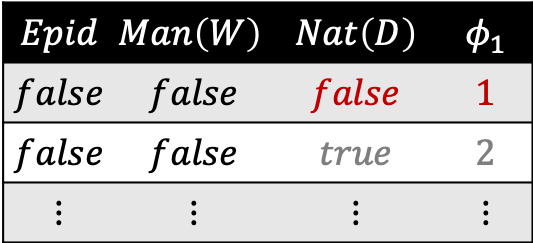 Epid Man(W) Nat(D) ϕ₁
false false false 1
false false true 2
⋮ ⋮ ⋮ ⋮